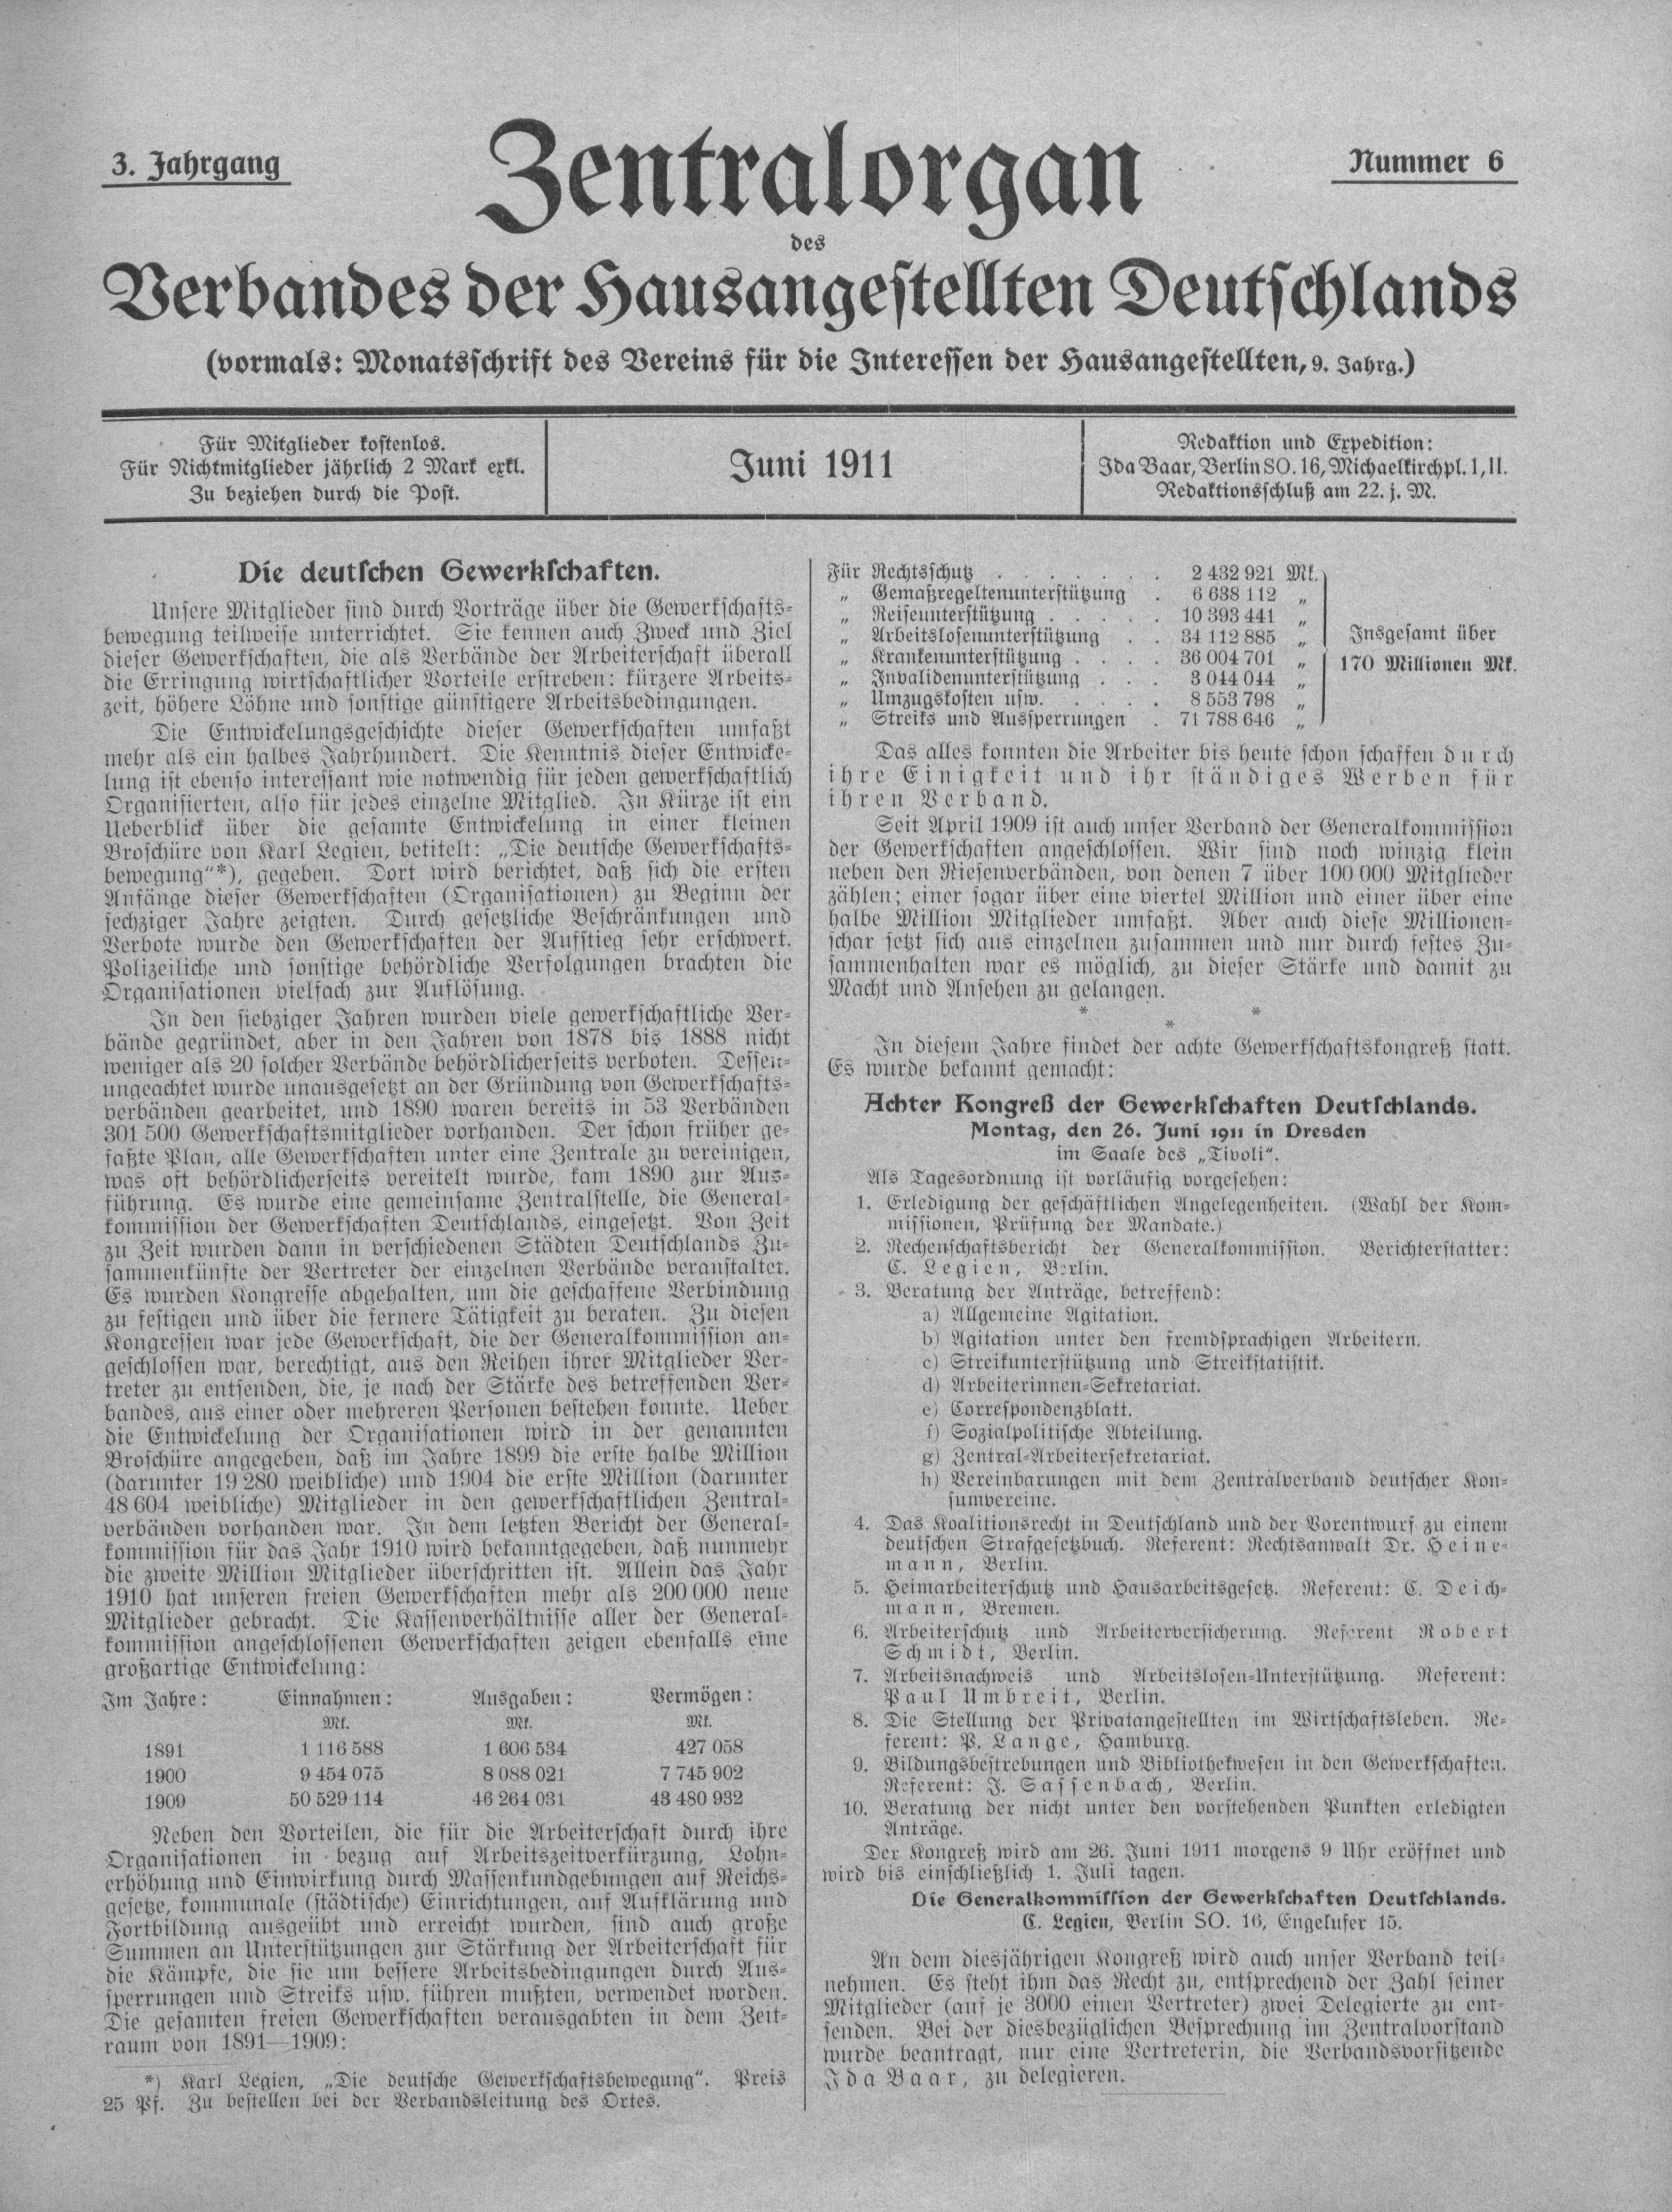 3. Jahrgang
Zentralorgan
Nummer 6
des
Verbandes der Hausangestellten Deutschlands
(vormals: Monatsschrift des Vereins für die Interessen der Hausangestellten, 9. Jahrg.)
Für Mitglieder kostenlos.
Für Nichtmitglieder jährlich 2 Mark exkl.
Zu beziehen durch die Post.
Juni 1911
Redaktion und Expedition:
Ida Baar, Berlin SO. 16, Michaelkirchpl. 1, II.
Redaktionsschluß am 22. j. M.
Die deutschen Gewerkschaften.
Unsere Mitglieder sind durch Vorträge über die Gewerkschafts-
bewegung teilweise unterrichtet. Sie kennen auch Zweck und Ziel
dieser Gewerkschaften, die als Verbände der Arbeiterschaft überall
die Erringung wirtschaftlicher Vorteile erstreben: kürzere Arbeits-
zeit, höhere Löhne und sonstige günstigere Arbeitsbedingungen.
Die Entwickelungsgeschichte dieser Gewerkschaften umfaßt
mehr als ein halbes Jahrhundert. Die Kenntnis dieser Entwicke-
lung ist ebenso interessant wie notwendig für jeden gewerkschaftlich
Organisierten, also für jedes einzelne Mitglied. In Kürze ist ein
Ueberblick über die gesamte Entwickelung in einer kleinen
Broschüre von Karl Legien, betitelt: „Die deutsche Gewerkschafts-
bewegung“*), gegeben. Dort wird berichtet, daß sich die ersten
Anfänge dieser Gewerkschaften (Organisationen) zu Beginn der
sechziger Jahre zeigten. Durch gesetzliche Beschränkungen und
Verbote wurde den Gewerkschaften der Aufstieg sehr erschwert.
Polizeiliche und sonstige behördliche Verfolgungen brachten die
Organisationen vielfach zur Auflösung.
In den siebziger Jahren wurden viele gewerkschaftliche Ver-
bände gegründet, aber in den Jahren von 1878 bis 1888 nicht
weniger als 20 solcher Verbände behördlicherseits verboten. Dessen-
ungeachtet wurde unausgesetzt an der Gründung von Gewerkschafts-
verbänden gearbeitet, und 1890 waren bereits in 53 Verbänden
301 500 Gewerkschaftsmitglieder vorhanden. Der schon früher ge-
faßte Plan, alle Gewerkschaften unter eine Zentrale zu vereinigen,
was oft behördlicherseits vereitelt wurde, kam 1890 zur Aus-
führung. Es wurde eine gemeinsame Zentralstelle, die General-
kommission der Gewerkschaften Deutschlands, eingesetzt. Von Zeit
zu Zeit wurden dann in verschiedenen Städten Deutschlands Zu-
sammenkünfte der Vertreter der einzelnen Verbände veranstaltet.
Es wurden Kongresse abgehalten, um die geschaffene Verbindung
zu festigen und über die fernere Tätigkeit zu beraten. Zu diesen
Kongressen war jede Gewerkschaft, die der Generalkommission an-
geschlossen war, berechtigt, aus den Reihen ihrer Mitglieder Ver-
treter zu entsenden, die, je nach der Stärke des betreffenden Ver-
bandes, aus einer oder mehreren Personen bestehen konnte. Ueber
die Entwickelung der Organisationen wird in der genannten
Broschüre angegeben, daß im Jahre 1899 die erste halbe Million
(darunter 19 280 weibliche) und 1904 die erste Million (darunter
48 604 weibliche) Mitglieder in den gewerkschaftlichen Zentral-
verbänden vorhanden war. In dem letzten Bericht der General-
kommission für das Jahr 1910 wird bekanntgegeben, daß nunmehr
die zweite Million Mitglieder überschritten ist. Allein das Jahr
1910 hat unseren freien Gewerkschaften mehr als 200 000 neue
Mitglieder gebracht. Die Kassenverhältnisse aller der General-
kommission angeschlossenen Gewerkschaften zeigen ebenfalls eine
großartige Entwickelung:
Im Jahre: Einnahmen: Ausgaben: Vermögen:
Mk. Mk. Mk.
1891 1 116 588 1 606 534 427 058
1900 9 454 075 8 088 021 7 745 902
1909 50 529 114 46 264 031 43 480 932
Neben den Vorteilen, die für die Arbeiterschaft durch ihre
Organisationen in bezug auf Arbeitszeitverkürzung, Lohn-
erhöhung und Einwirkung durch Massenkundgebungen auf Reichs-
gesetze, kommunale (städtische) Einrichtungen, auf Aufklärung und
Fortbildung ausgeübt und erreicht wurden, sind auch große
Summen an Unterstützungen zur Stärkung der Arbeiterschaft für
die Kämpfe, die sie um bessere Arbeitsbedingungen durch Aus-
sperrungen und Streiks usw. führen mußten, verwendet worden.
Die gesamten freien Gewerkschaften verausgabten in dem Zeit-
raum von 1891—1909:
*) Karl Legien, „Die deutsche Gewerkschaftsbewegung“. Preis
25 Pf. Zu bestellen bei der Verbandsleitung des Ortes.
Für Rechtsschutz . . . . . . . 2 432 921 Mk.
„ Gemaßregeltenunterstützung . 6 638 112 „
„ Reiseunterstützung . . . . . 10 393 441 „
„ Arbeitslosenunterstützung . . 34 112 885 „
„ Krankenunterstützung . . . . 36 004 701 „
„ Invalidenunterstützung . . . 3 044 044 „
„ Umzugskosten usw. . . . . 8 553 798 „
„ Streiks und Aussperrungen . 71 788 646 „
Insgesamt über
170 Millionen Mk.
Das alles konnten die Arbeiter bis heute schon schaffen durch
ihre Einigkeit und ihr ständiges Werben für
ihren Verband.
Seit April 1909 ist auch unser Verband der Generalkommission
der Gewerkschaften angeschlossen. Wir sind noch winzig klein
neben den Riesenverbänden, von denen 7 über 100 000 Mitglieder
zählen; einer sogar über eine viertel Million und einer über eine
halbe Million Mitglieder umfaßt. Aber auch diese Millionen-
schar setzt sich aus einzelnen zusammen und nur durch festes Zu-
sammenhalten war es möglich, zu dieser Stärke und damit zu
Macht und Ansehen zu gelangen.
* * *
In diesem Jahre findet der achte Gewerkschaftskongreß statt.
Es wurde bekannt gemacht:
Achter Kongreß der Gewerkschaften Deutschlands.
Montag, den 26. Juni 1911 in Dresden
im Saale des „Tivoli“.
Als Tagesordnung ist vorläufig vorgesehen:
1. Erledigung der geschäftlichen Angelegenheiten. (Wahl der Kom-
missionen, Prüfung der Mandate.)
2. Rechenschaftsbericht der Generalkommission. Berichterstatter:
C. Legien, Berlin.
3. Beratung der Anträge, betreffend:
a) Allgemeine Agitation.
b) Agitation unter den fremdsprachigen Arbeitern.
c) Streikunterstützung und Streikstatistik.
d) Arbeiterinnen-Sekretariat.
e) Correspondenzblatt.
f) Sozialpolitische Abteilung.
g) Zentral-Arbeitersekretariat.
h) Vereinbarungen mit dem Zentralverband deutscher Kon-
sumvereine.
4. Das Koalitionsrecht in Deutschland und der Vorentwurf zu einem
deutschen Strafgesetzbuch. Referent: Rechtsanwalt Dr. Heine-
mann, Berlin.
5. Heimarbeiterschutz und Hausarbeitsgesetz. Referent: C. Deich-
mann, Bremen.
6. Arbeiterschutz und Arbeiterversicherung. Referent Robert
Schmidt, Berlin.
7. Arbeitsnachweis und Arbeitslosen-Unterstützung. Referent:
Paul Umbreit, Berlin.
8. Die Stellung der Privatangestellten im Wirtschaftsleben. Re-
ferent: P. Lange, Hamburg.
9. Bildungsbestrebungen und Bibliothekwesen in den Gewerkschaften.
Referent: J. Sassenbach, Berlin.
10. Beratung der nicht unter den vorstehenden Punkten erledigten
Anträge.
Der Kongreß wird am 26. Juni 1911 morgens 9 Uhr eröffnet und
wird bis einschließlich 1. Juli tagen.
Die Generalkommission der Gewerkschaften Deutschlands.
C. Legien, Berlin SO. 16, Engelufer 15.
An dem diesjährigen Kongreß wird auch unser Verband teil-
nehmen. Es steht ihm das Recht zu, entsprechend der Zahl seiner
Mitglieder (auf je 3000 einen Vertreter) zwei Delegierte zu ent-
senden. Bei der diesbezüglichen Besprechung im Zentralvorstand
wurde beantragt, nur eine Vertreterin, die Verbandsvorsitzende
Ida Baar, zu delegieren.